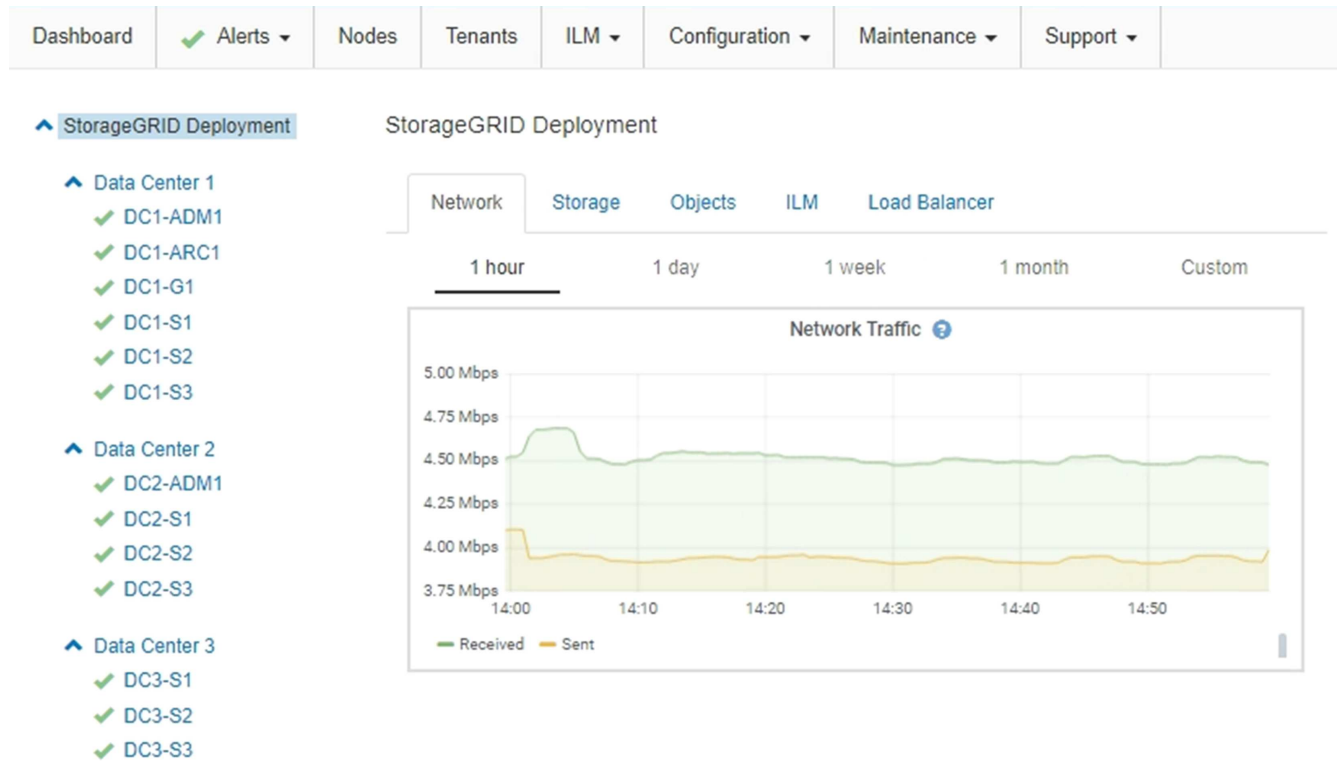 Dashboard Alerts Nodes Tenants ILM Configuration Maintenance Support
StorageGRID Deployment
Data Center 1
DC1-ADM1
DC1-ARC1
DC1-G1
DC1-S1
DC1-S2
DC1-S3
Data Center 2
DC2-ADM1
DC2-S1
DC2-S2
DC2-S3
Data Center 3
DC3-S1
DC3-S2
DC3-S3
StorageGRID Deployment
Network Storage Objects ILM Load Balancer
1 hour 1 day 1 week 1 month Custom
Network Traffic ?
5.00 Mbps
4.75 Mbps
4.50 Mbps
4.25 Mbps
4.00 Mbps
3.75 Mbps
14:00 14:10 14:20 14:30 14:40 14:50
Received Sent